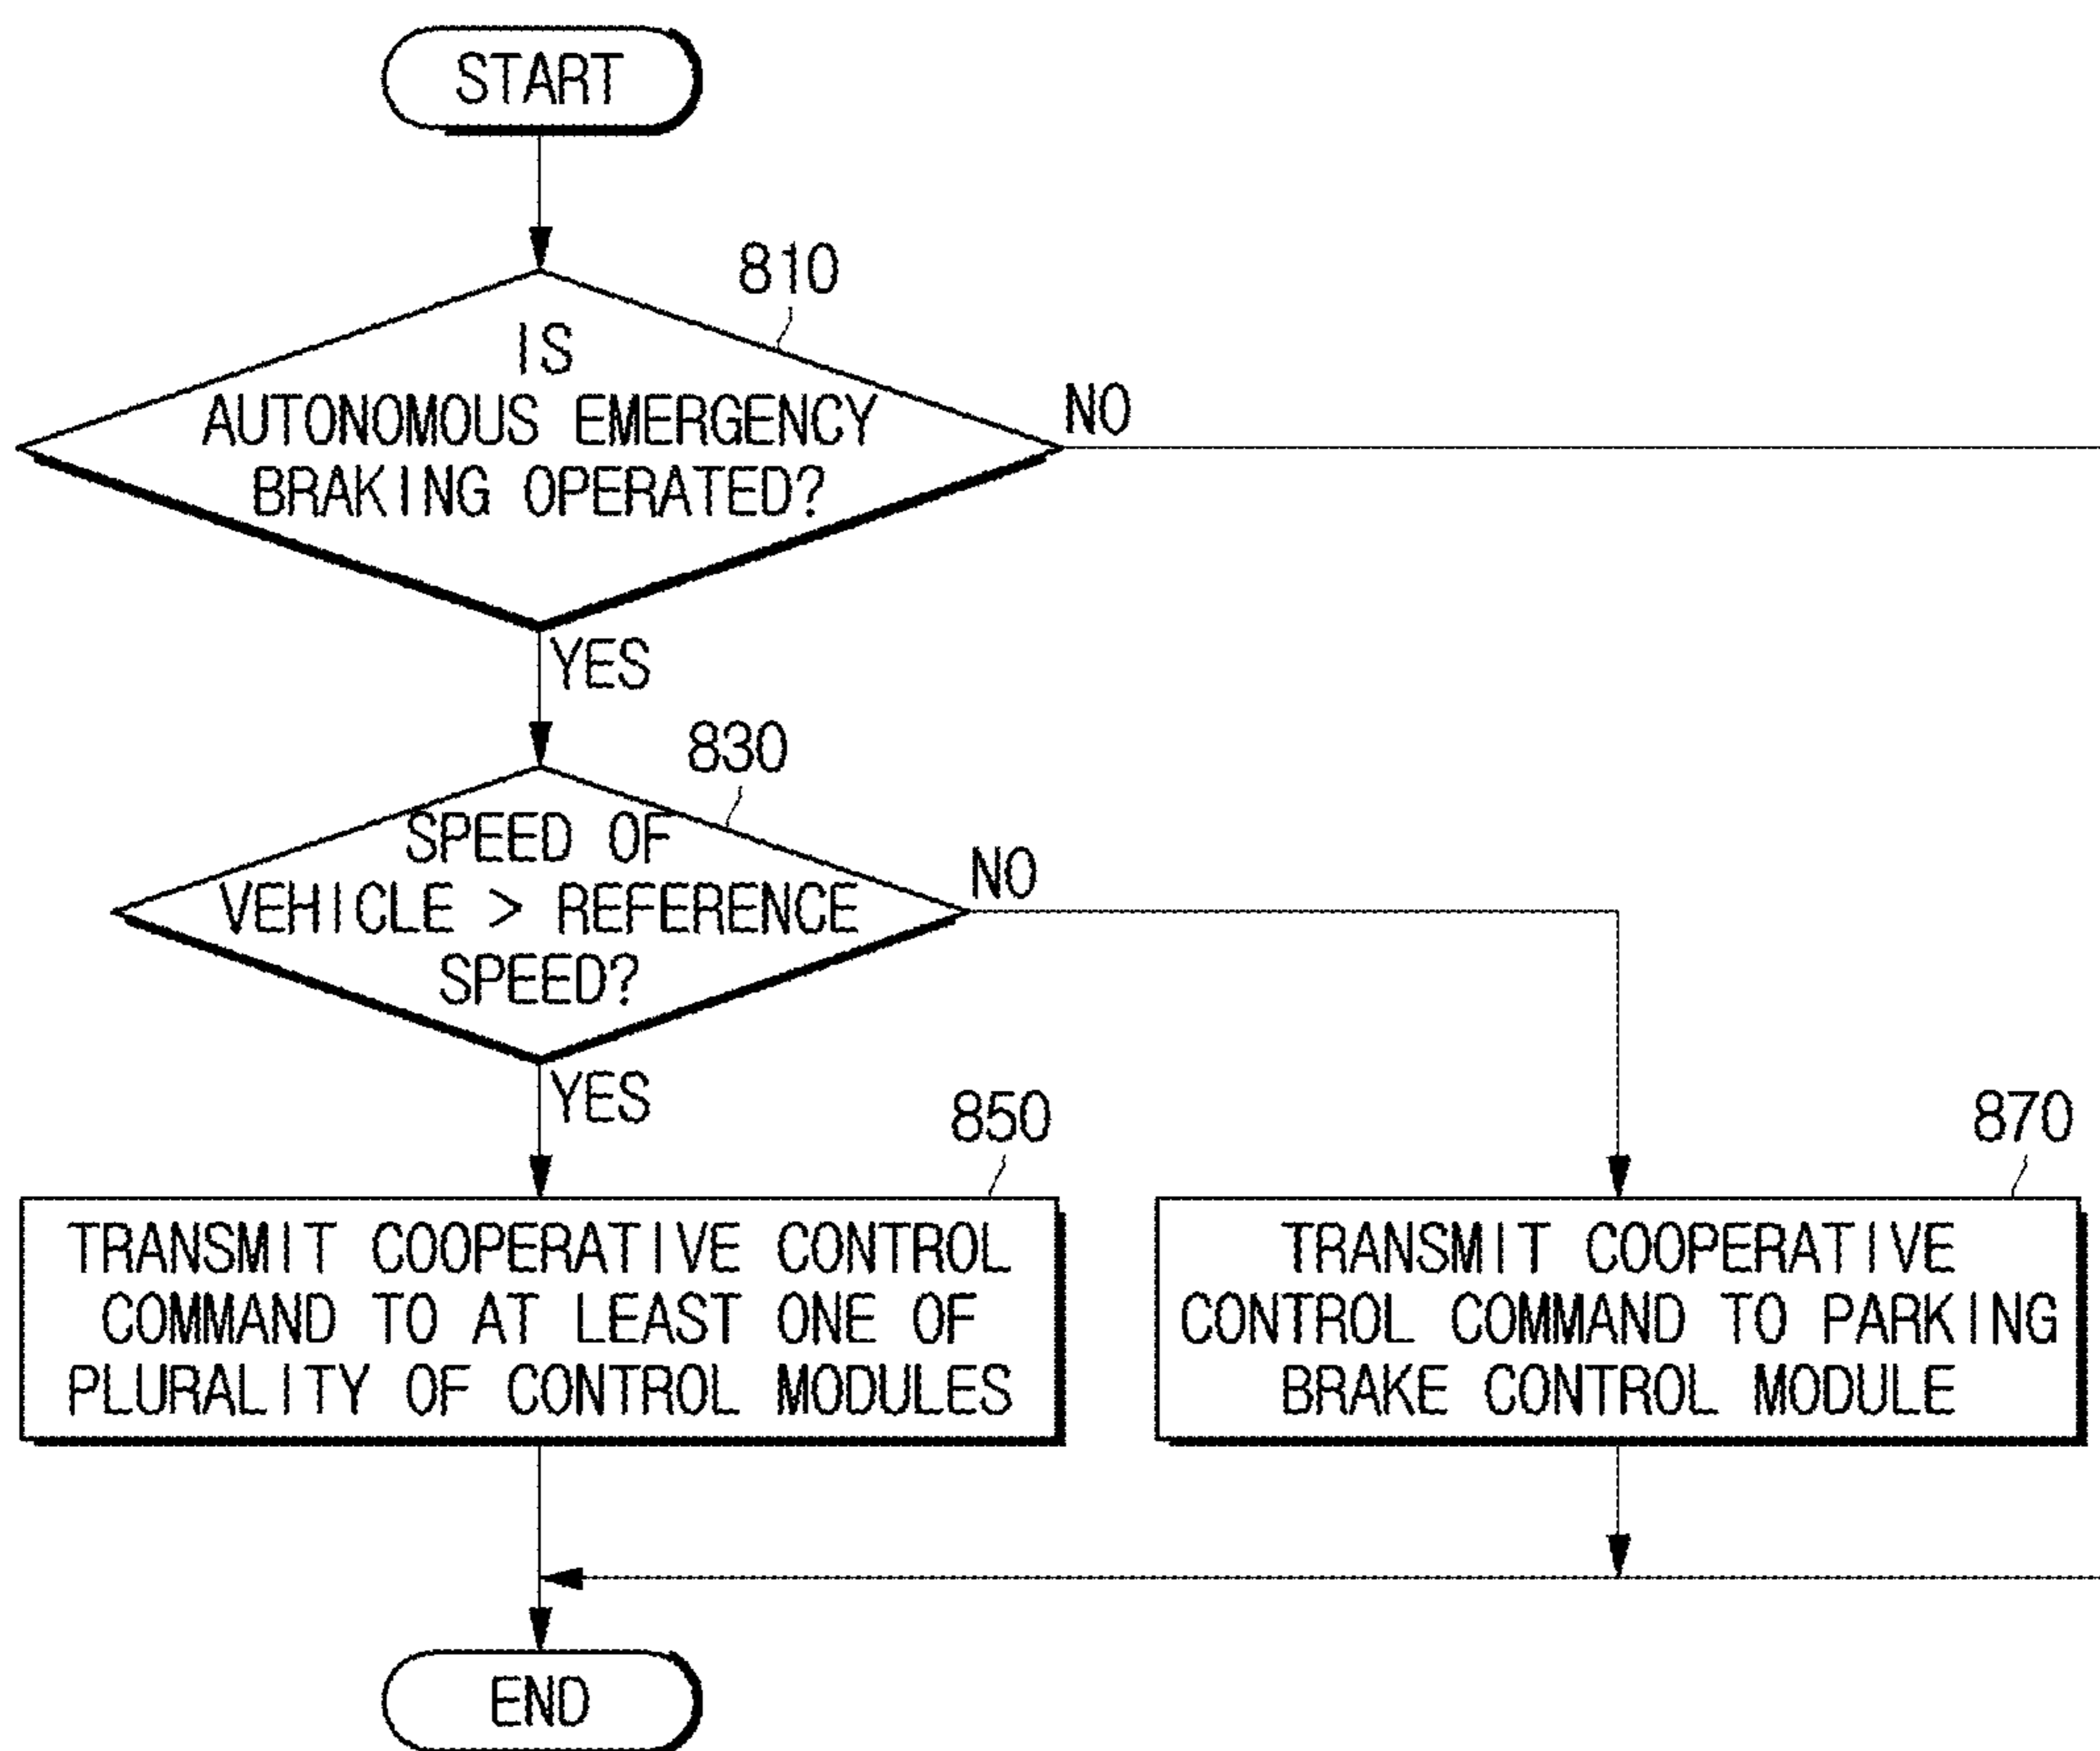 START
810
IS
AUTONOMOUS EMERGENCY
BRAKING OPERATED?
NO
YES
830
SPEED OF
VEHICLE > REFERENCE
SPEED?
NO
YES
850
TRANSMIT COOPERATIVE CONTROL
COMMAND TO AT LEAST ONE OF
PLURALITY OF CONTROL MODULES
870
TRANSMIT COOPERATIVE
CONTROL COMMAND TO PARKING
BRAKE CONTROL MODULE
END